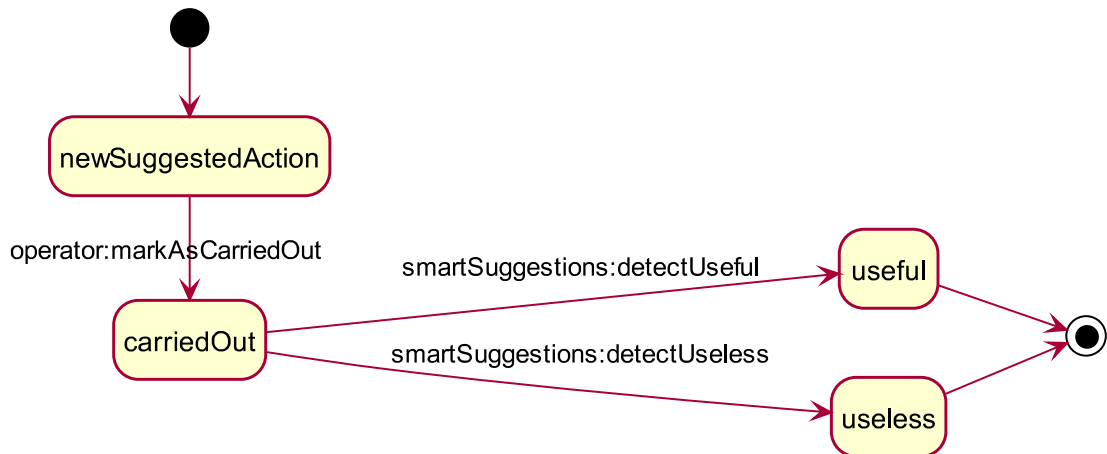 newSuggestedAction
operator:markAsCarriedOut
carriedOut
smartSuggestions:detectUseful
useful
smartSuggestions:detectUseless
useless